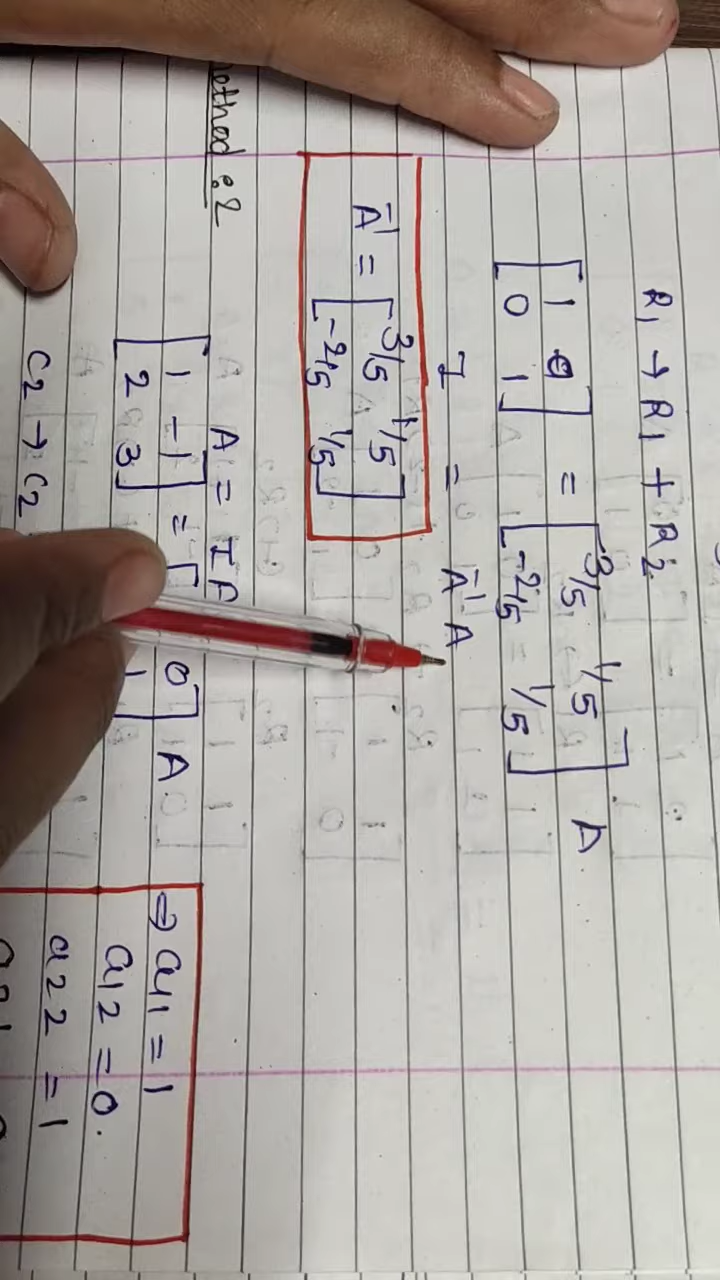 R₁ → R₁ + R₂
[1 0
0 1] = [3/5 1/5
-2/5 1/5] A
I = A⁻¹A
A⁻¹ = [3/5 1/5
-2/5 1/5]
ethod : 2
A = I
[1 -1
2 3] = [ 0
1] A
⇒ a₁₁ = 1
a₁₂ = 0.
a₂₂ = 1
C₂ → C₂